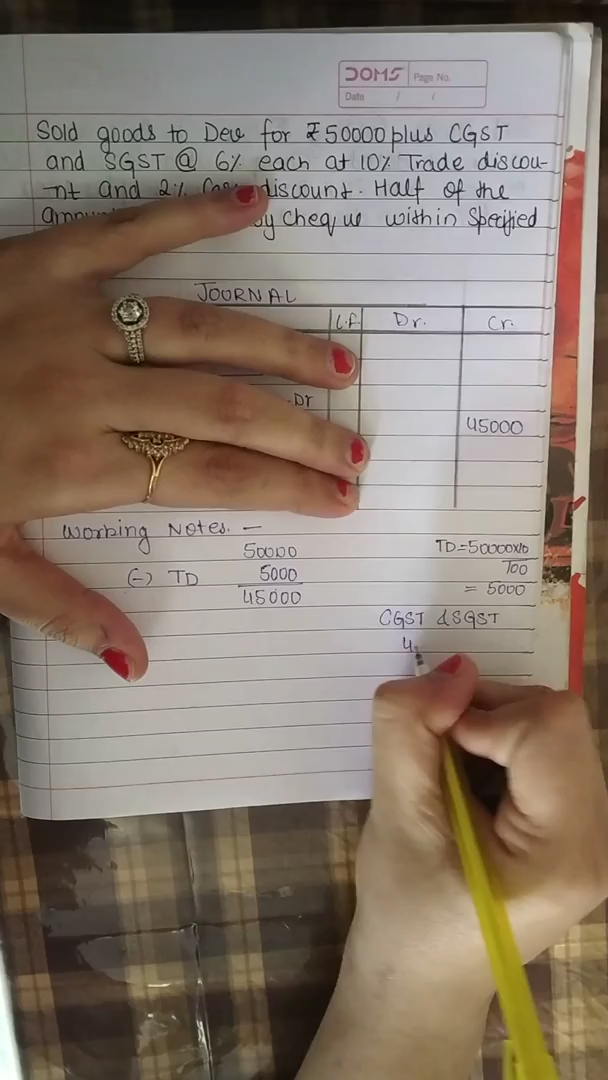 DOMS Page No.
Date / /
Sold goods to Dev for ₹50000 plus CGST
and SGST @ 6% each at 10% Trade discou-
nt and 2% discount. Half of the
by cheque within Specified
JOURNAL
L.F. Dr. Cr.
Dr
45000
Working Notes. -
50000
(-) TD 5000
45000
TD=50000x10
100
= 5000
CGST & SGST
4